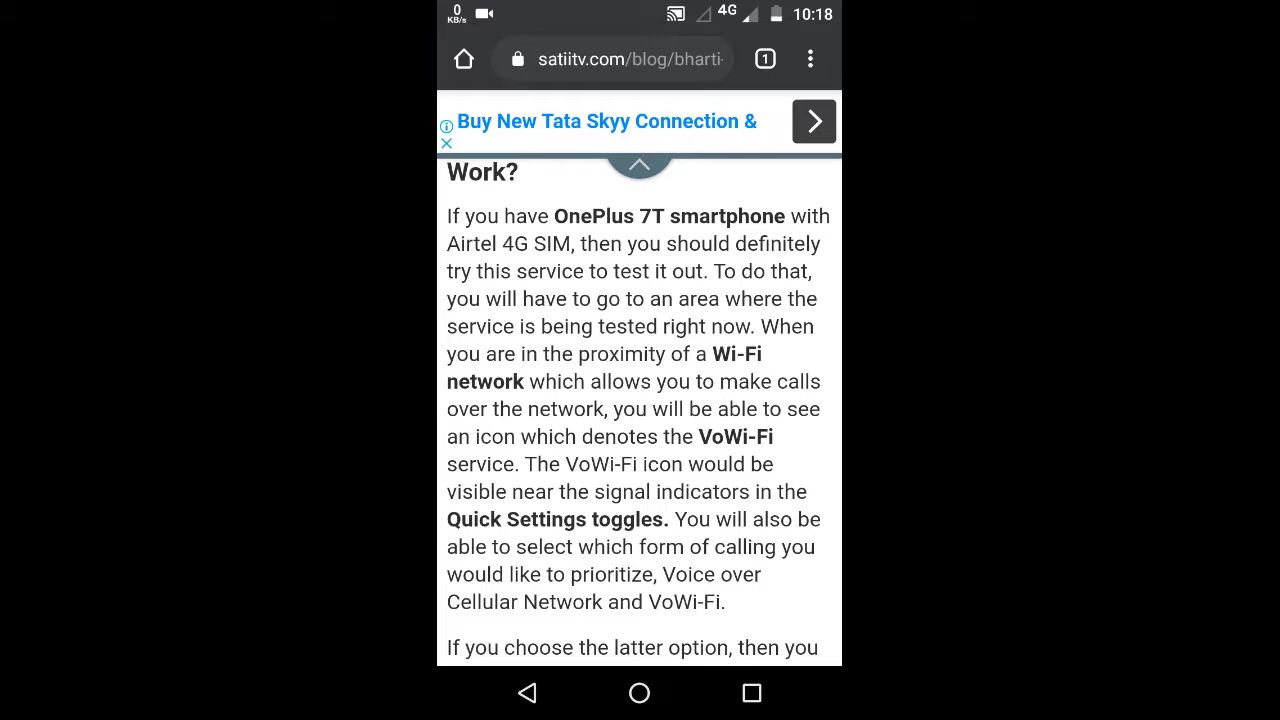 0
KB/s
4G
10:18
satiitv.com/blog/bharti-
1
Buy New Tata Skyy Connection &
Work?
If you have OnePlus 7T smartphone with
Airtel 4G SIM, then you should definitely
try this service to test it out. To do that,
you will have to go to an area where the
service is being tested right now. When
you are in the proximity of a Wi-Fi
network which allows you to make calls
over the network, you will be able to see
an icon which denotes the VoWi-Fi
service. The VoWi-Fi icon would be
visible near the signal indicators in the
Quick Settings toggles. You will also be
able to select which form of calling you
would like to prioritize, Voice over
Cellular Network and VoWi-Fi.
If you choose the latter option, then you